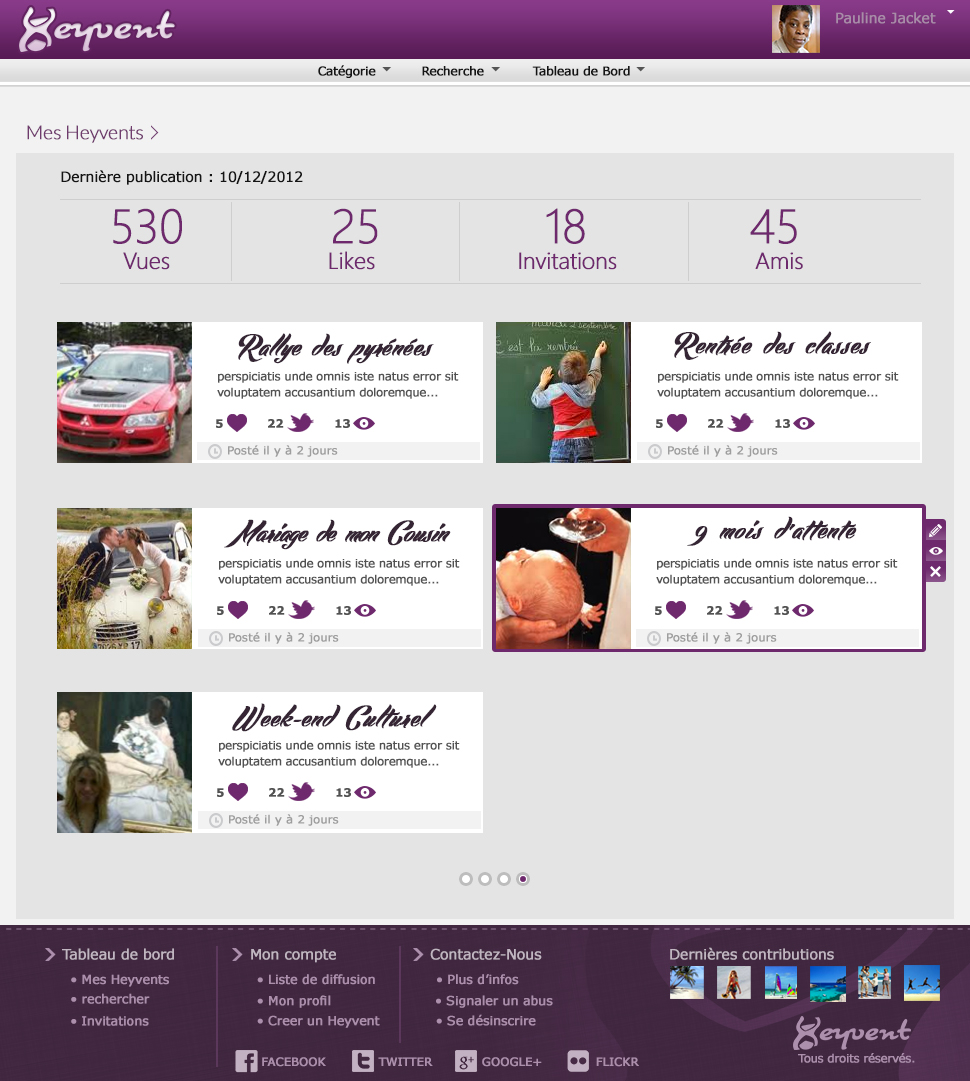 Heyvent
Pauline Jacket
Catégorie
Recherche
Tableau de Bord
Mes Heyvents >
Dernière publication : 10/12/2012
530
Vues
25
Likes
18
Invitations
45
Amis
Rallye des pyrénées
perspiciatis unde omnis iste natus error sit
voluptatem accusantium doloremque...
5 22 13
Posté il y à 2 jours
mardi 2 septembre
C'est la rentrée
Rentrée des classes
perspiciatis unde omnis iste natus error sit
voluptatem accusantium doloremque...
5 22 13
Posté il y à 2 jours
Mariage de mon Cousin
perspiciatis unde omnis iste natus error sit
voluptatem accusantium doloremque...
5 22 13
Posté il y à 2 jours
9 mois d'attente
perspiciatis unde omnis iste natus error sit
voluptatem accusantium doloremque...
5 22 13
Posté il y à 2 jours
Week-end Culturel
perspiciatis unde omnis iste natus error sit
voluptatem accusantium doloremque...
5 22 13
Posté il y à 2 jours
Tableau de bord
• Mes Heyvents
• rechercher
• Invitations
Mon compte
• Liste de diffusion
• Mon profil
• Creer un Heyvent
Contactez-Nous
• Plus d'infos
• Signaler un abus
• Se désinscrire
Dernières contributions
Heyvent
Tous droits réservés.
FACEBOOK
TWITTER
g+ GOOGLE+
FLICKR